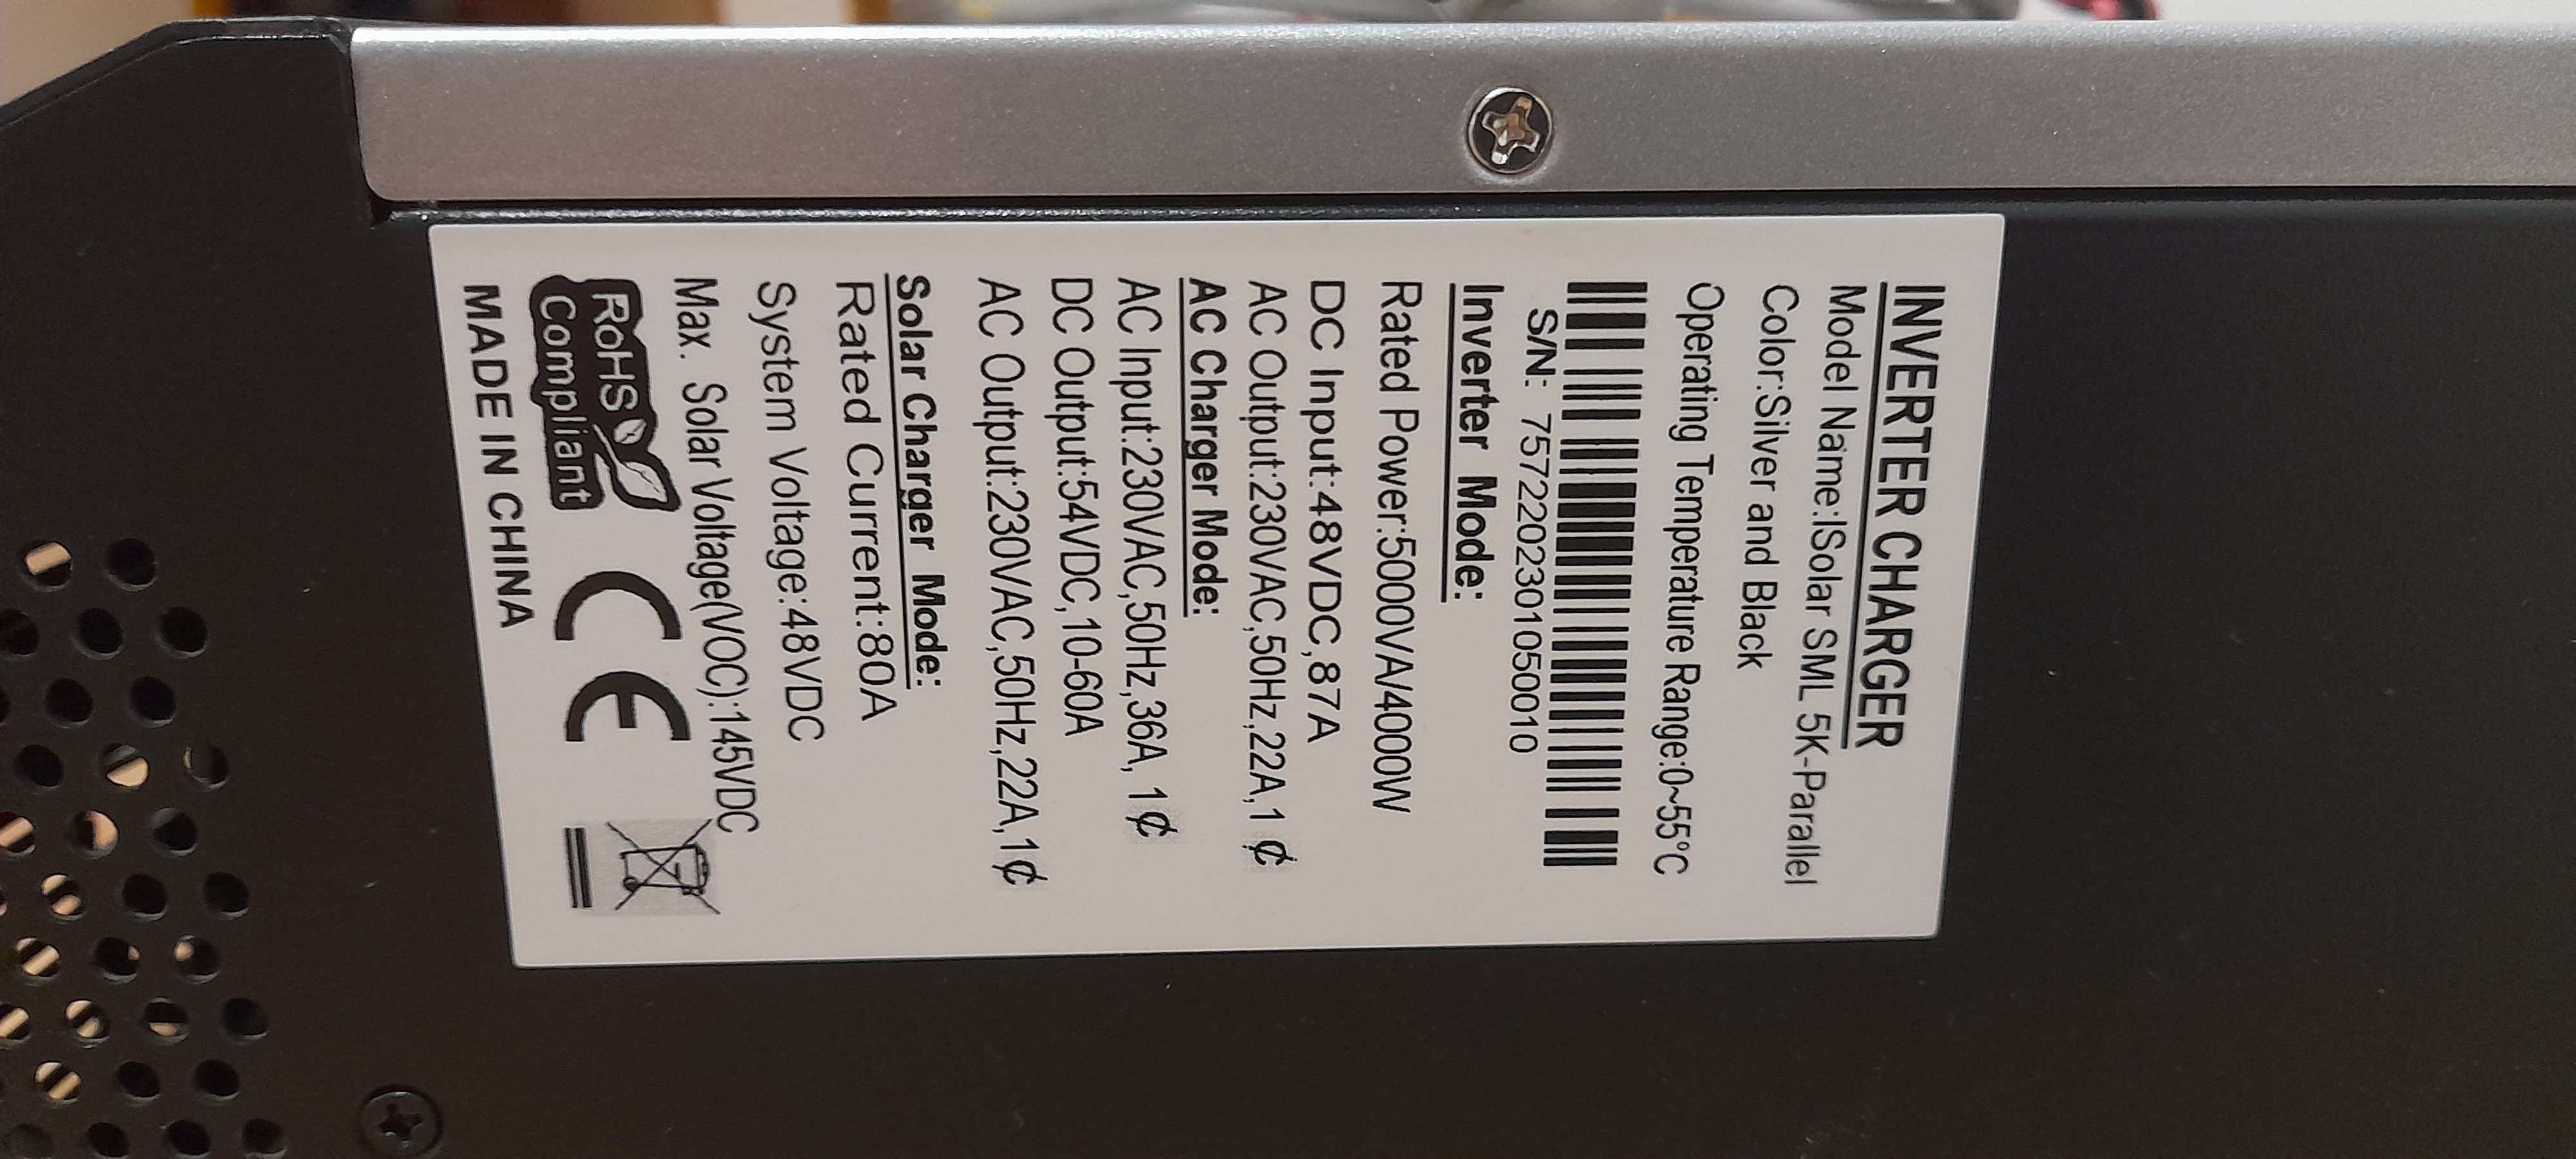 INVERTER CHARGER
Model Name:ISolar SML 5K-Parallel
Color:Silver and Black
Operating Temperature Range:0~55°C
S/N: 75722020230105​0010
Inverter Mode:
Rated Power:5000VA/4000W
DC Input:48VDC,87A
AC Output:230VAC,50Hz,22A,1¢
AC Charger Mode:
AC Input:230VAC,50Hz,36A, 1¢
DC Output:54VDC,10-60A
AC Output:230VAC,50Hz,22A,1¢
Solar Charger Mode:
Rated Current:80A
System Voltage:48VDC
Max. Solar Voltage(VOC):145VDC
RoHS
Compliant
CE
MADE IN CHINA